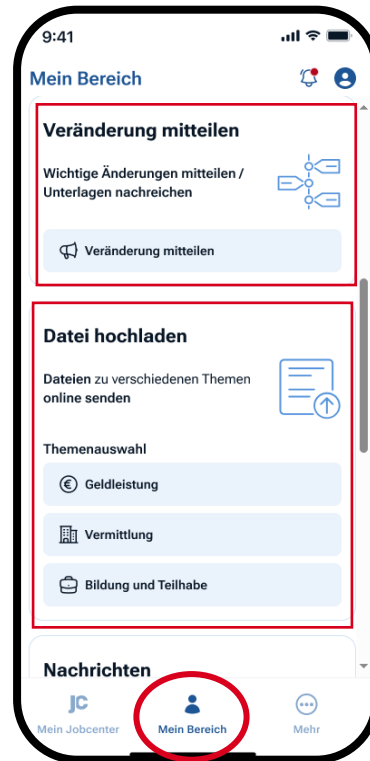 9:41
Mein Bereich
Veränderung mitteilen
Wichtige Änderungen mitteilen /
Unterlagen nachreichen
Veränderung mitteilen
Datei hochladen
Dateien zu verschiedenen Themen
online senden
Themenauswahl
Geldleistung
Vermittlung
Bildung und Teilhabe
Nachrichten
JC
Mein Jobcenter
Mein Bereich
Mehr